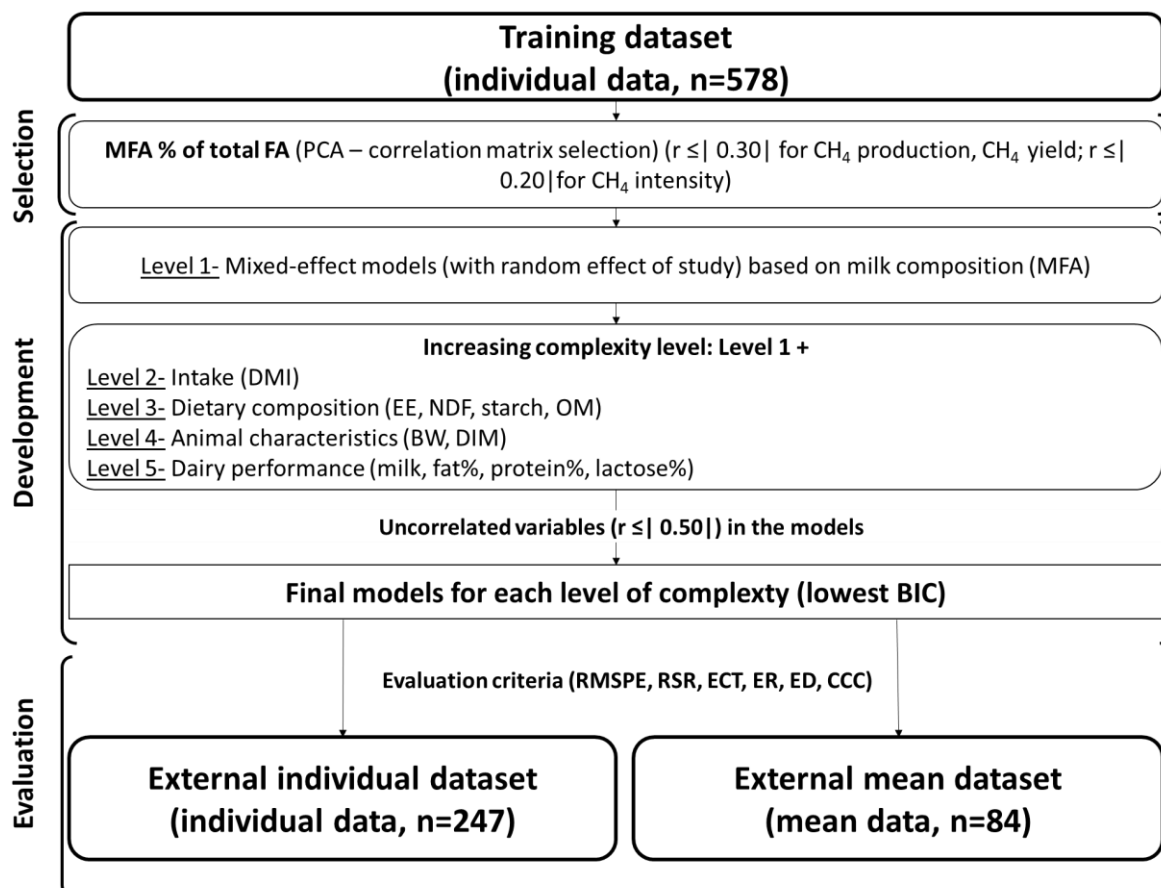 Training dataset
(individual data, n=578)
Selection
MFA % of total FA (PCA – correlation matrix selection) (r ≤| 0.30| for CH₄ production, CH₄ yield; r ≤|
0.20|for CH₄ intensity)
Development
Level 1- Mixed-effect models (with random effect of study) based on milk composition (MFA)
Increasing complexity level: Level 1 +
Level 2- Intake (DMI)
Level 3- Dietary composition (EE, NDF, starch, OM)
Level 4- Animal characteristics (BW, DIM)
Level 5- Dairy performance (milk, fat%, protein%, lactose%)
Uncorrelated variables (r ≤| 0.50|) in the models
Final models for each level of complexty (lowest BIC)
Evaluation
Evaluation criteria (RMSPE, RSR, ECT, ER, ED, CCC)
External individual dataset
(individual data, n=247)
External mean dataset
(mean data, n=84)